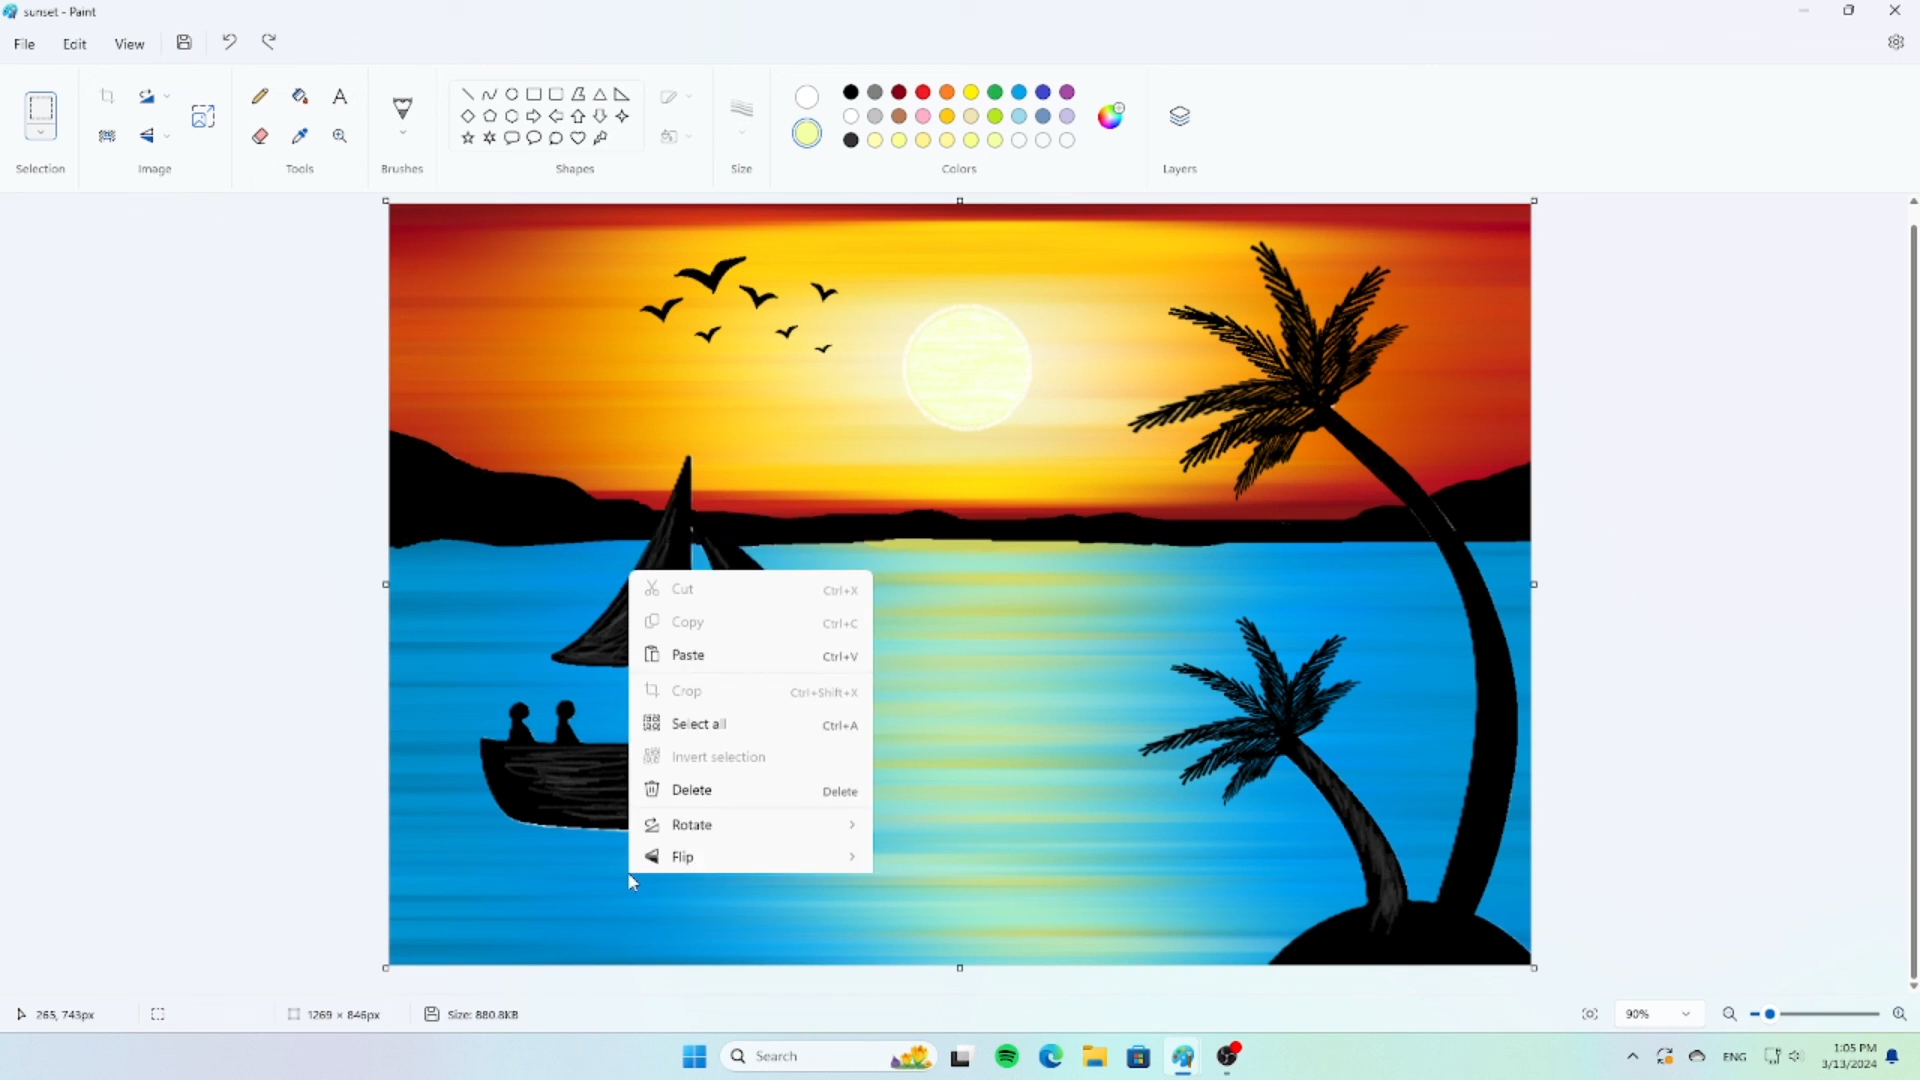 sunset - Paint
File Edit View
Selection Image Tools Brushes Shapes Size Colors Layers
Cut Ctrl+X
Copy Ctrl+C
Paste Ctrl+V
Crop Ctrl+Shift+X
Select all Ctrl+A
Invert selection
Delete Delete
Rotate
Flip
265, 743px 1269 × 846px Size: 880.8KB 90%
Search ENG 1:05 PM
3/13/2024